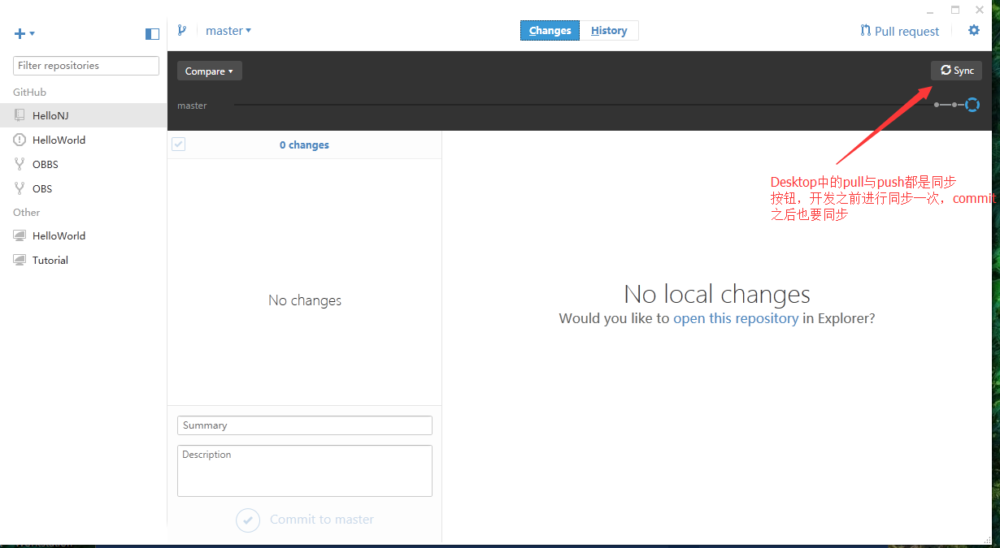 master
Changes
History
Pull request
Filter repositories
GitHub
HelloNJ
HelloWorld
OBBS
OBS
Other
HelloWorld
Tutorial
Compare
Sync
master
0 changes
No changes
Summary
Description
Commit to master
Desktop中的pull与push都是同步
按钮，开发之前进行同步一次，commit
之后也要同步
No local changes
Would you like to open this repository in Explorer?